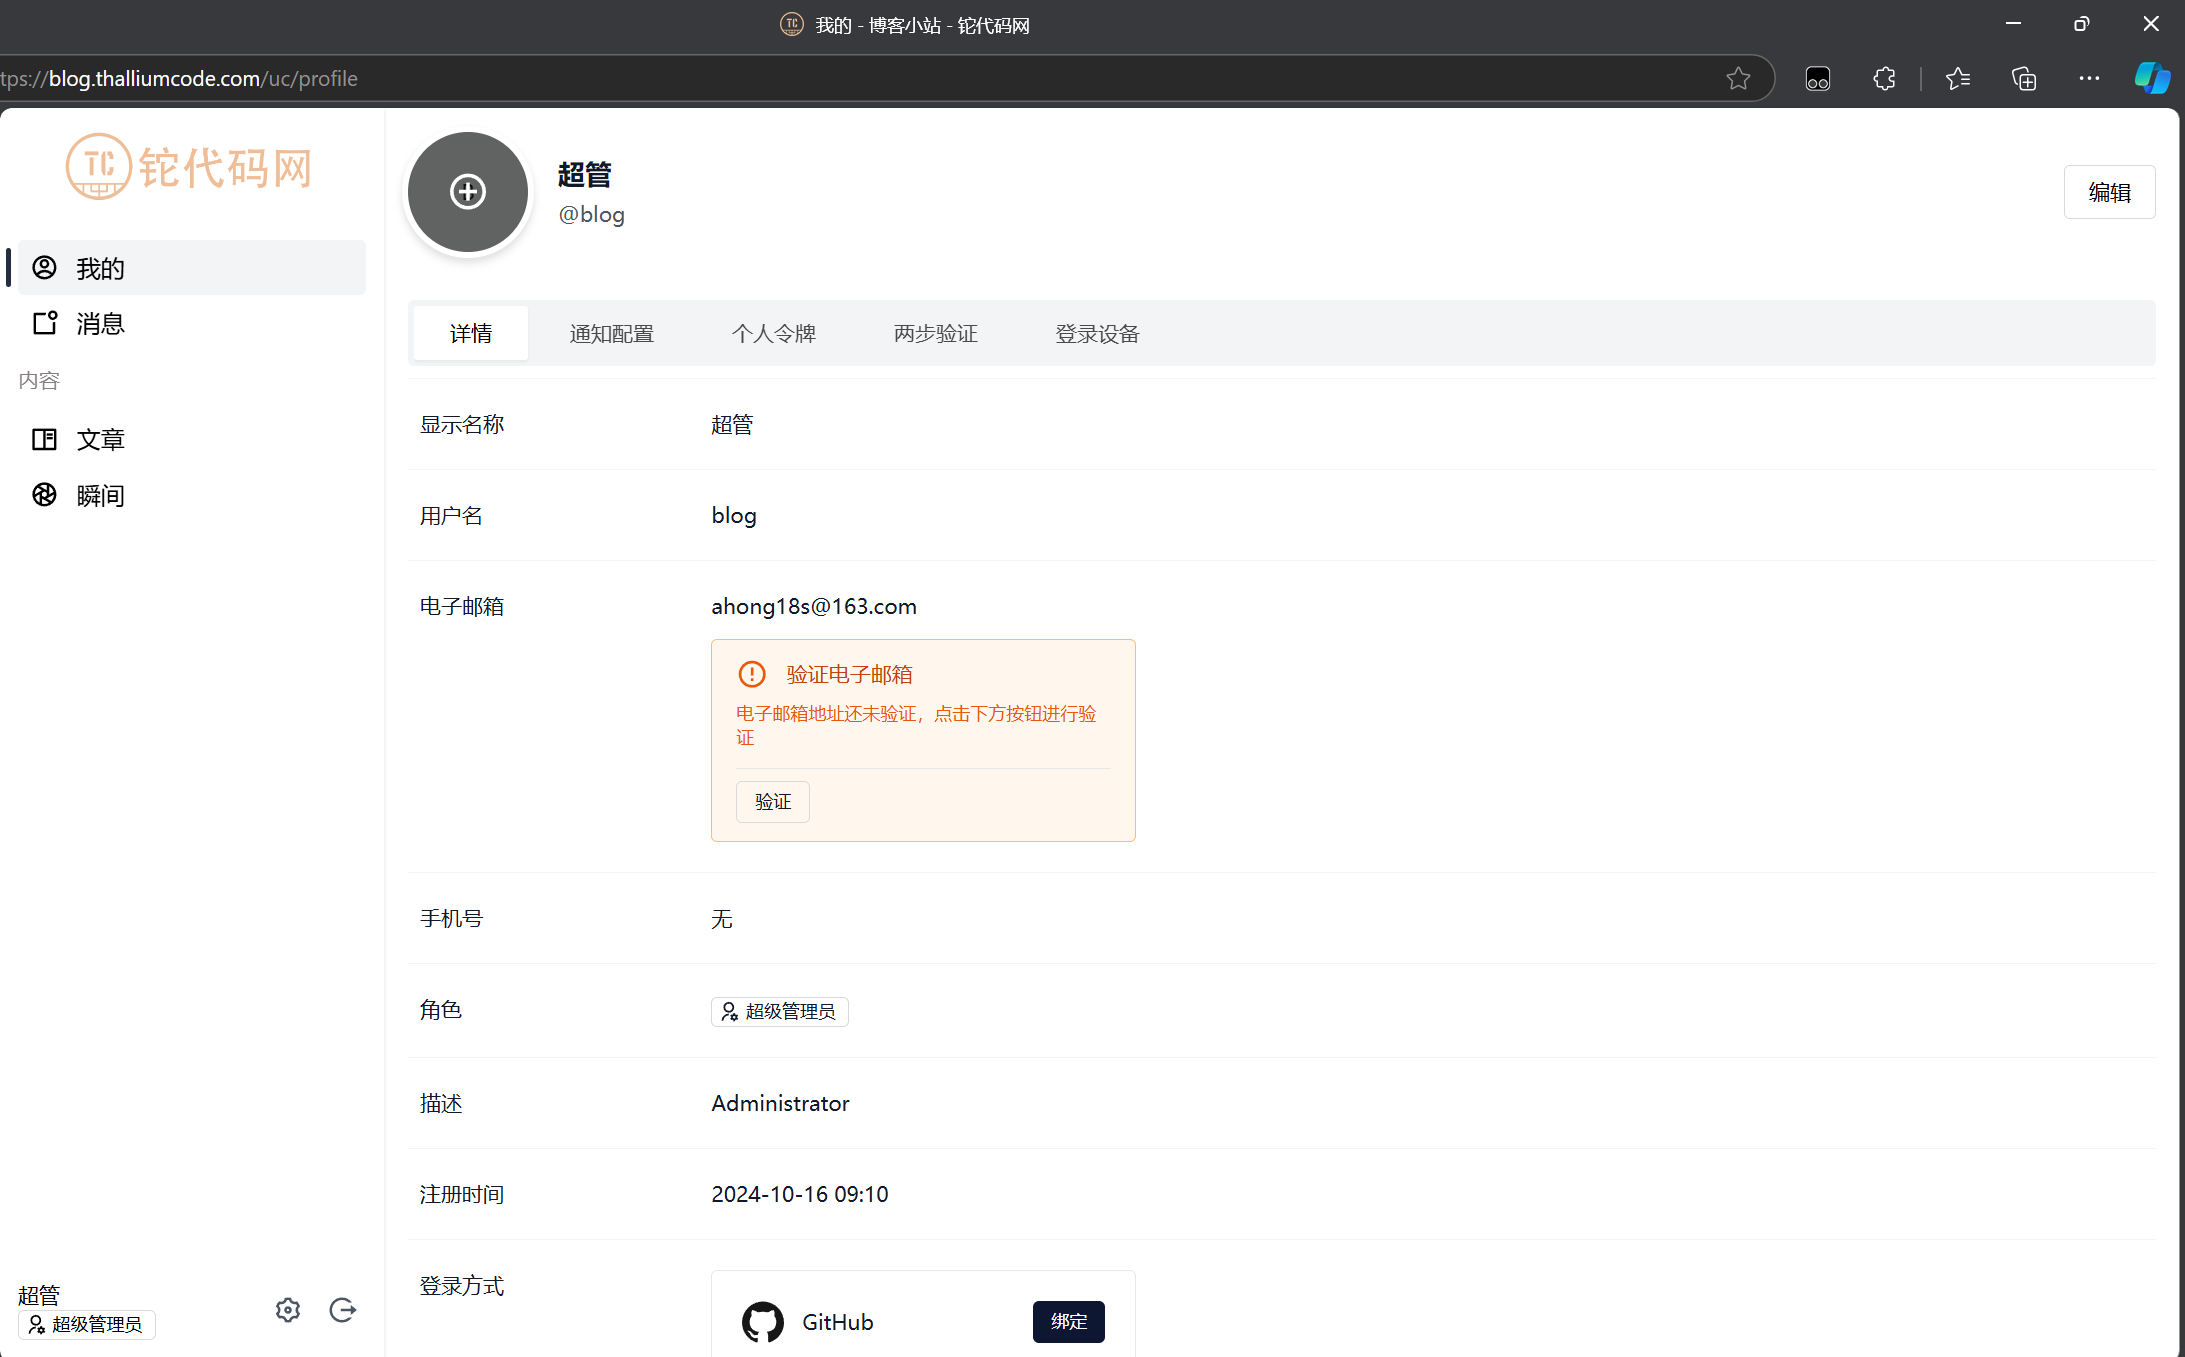 我的 - 博客小站 - 铊代码网
tps://blog.thalliumcode.com/uc/profile
TC 铊代码网
我的
消息
内容
文章
瞬间
超管
@blog
编辑
详情 通知配置 个人令牌 两步验证 登录设备
显示名称 超管
用户名 blog
电子邮箱 ahong18s@163.com
验证电子邮箱
电子邮箱地址还未验证，点击下方按钮进行验
证
验证
手机号 无
角色 超级管理员
描述 Administrator
注册时间 2024-10-16 09:10
登录方式 GitHub 绑定
超管
超级管理员